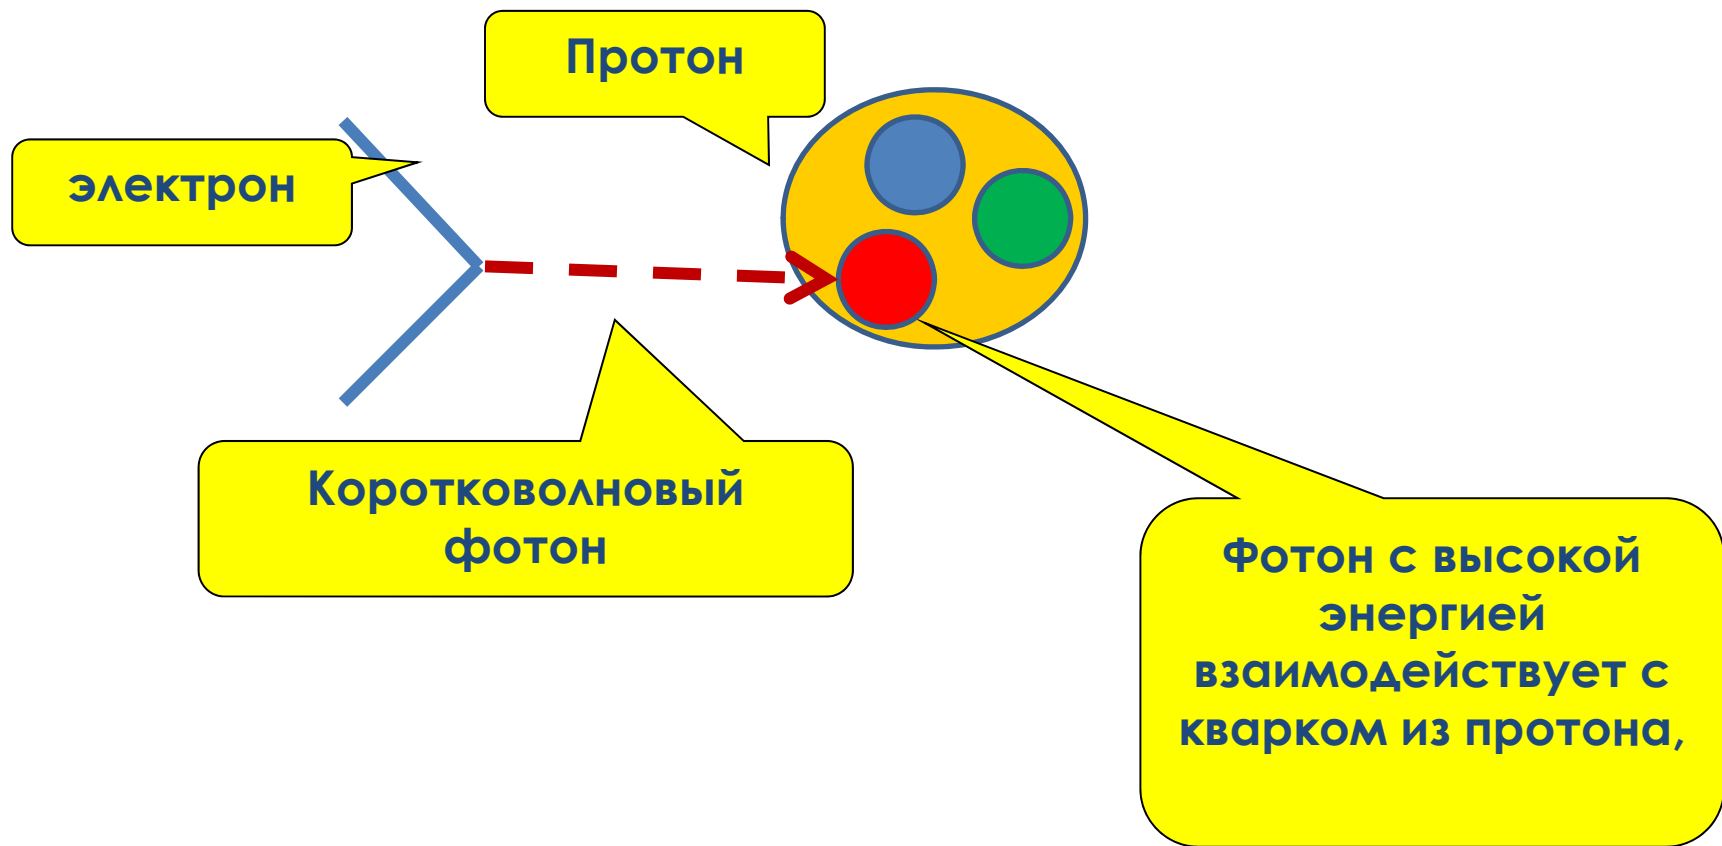 Протон
электрон
Коротковолновый
фотон
Фотон с высокой
энергией
взаимодействует с
кварком из протона,